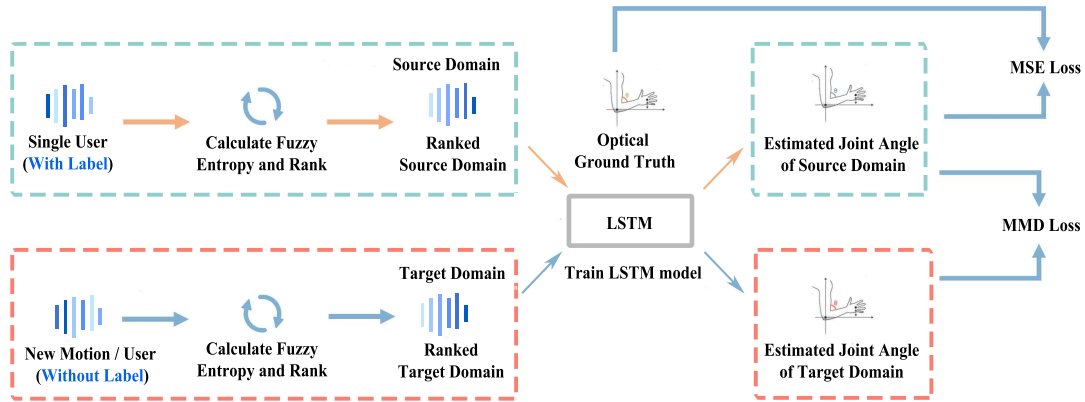 Source Domain
Single User
(With Label)
Calculate Fuzzy
Entropy and Rank
Ranked
Source Domain
Optical
Ground Truth
Estimated Joint Angle
of Source Domain
MSE Loss
LSTM
Train LSTM model
MMD Loss
Target Domain
New Motion / User
(Without Label)
Calculate Fuzzy
Entropy and Rank
Ranked
Target Domain
Estimated Joint Angle
of Target Domain